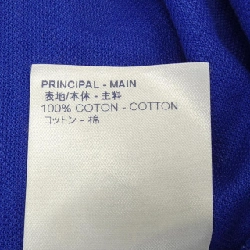 PRINCIPAL - MAIN
表地/本体 - 主料
100% COTON - COTTON
コットン - 棉